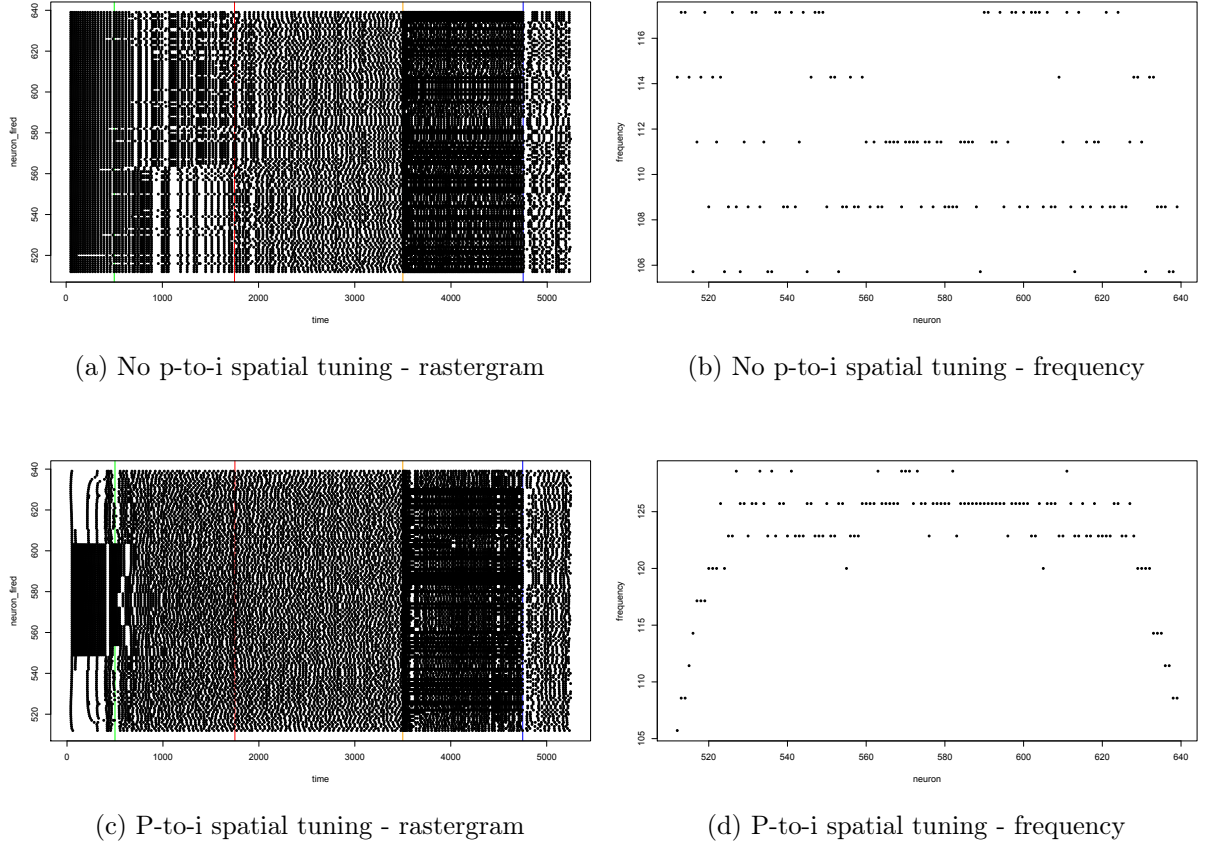 640
620
600
580
560
540
520
neuron_fired
0 1000 2000 3000 4000 5000
time
116
114
112
110
108
106
frequency
520 540 560 580 600 620 640
neuron
(a) No p-to-i spatial tuning - rastergram
(b) No p-to-i spatial tuning - frequency
640
620
600
580
560
540
520
neuron_fired
0 1000 2000 3000 4000 5000
time
125
120
115
110
105
frequency
520 540 560 580 600 620 640
neuron
(c) P-to-i spatial tuning - rastergram
(d) P-to-i spatial tuning - frequency